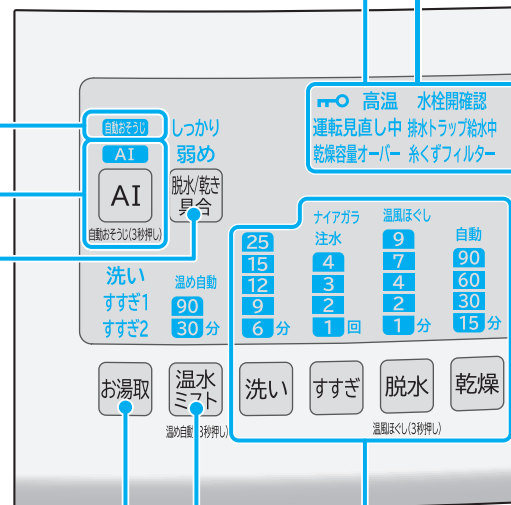 高温 水栓開確認
運転見直し中 排水トラップ給水中
乾燥容量オーバー 糸くずフィルター
自動おそうじ しっかり
AI 弱め
AI 脱水/乾き具合
自動おそうじ(3秒押し)
洗い
すすぎ1
すすぎ2
温め自動
90
30分
25
15
12
9
6分
ナイアガラ
注水
4
3
2
1回
温風ほぐし
9
7
4
2
1分
自動
90
60
30
15分
お湯取 温水ミスト 洗い すすぎ 脱水 乾燥
温め自動(3秒押し) 温風ほぐし(3秒押し)